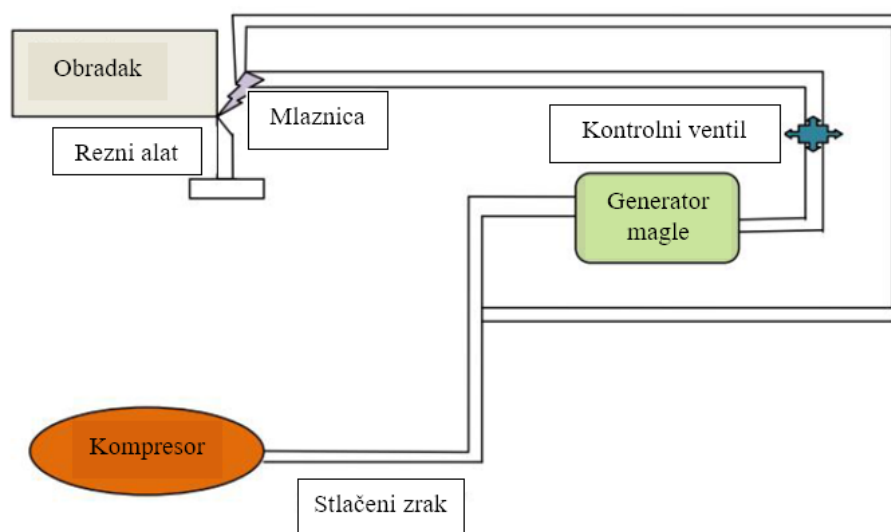 Obradak
Mlaznica
Rezni alat
Kontrolni ventil
Generator
magle
Kompresor
Stlačeni zrak